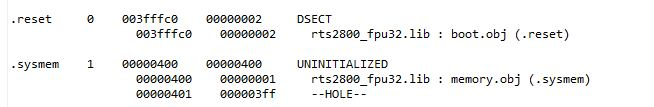 .reset     0    003fffc0    00000002     DSECT
                003fffc0    00000002       rts2800_fpu32.lib : boot.obj (.reset)
.sysmem    1    00000400    00000400     UNINITIALIZED
                00000400    00000001       rts2800_fpu32.lib : memory.obj (.sysmem)
                00000401    000003ff       --HOLE--